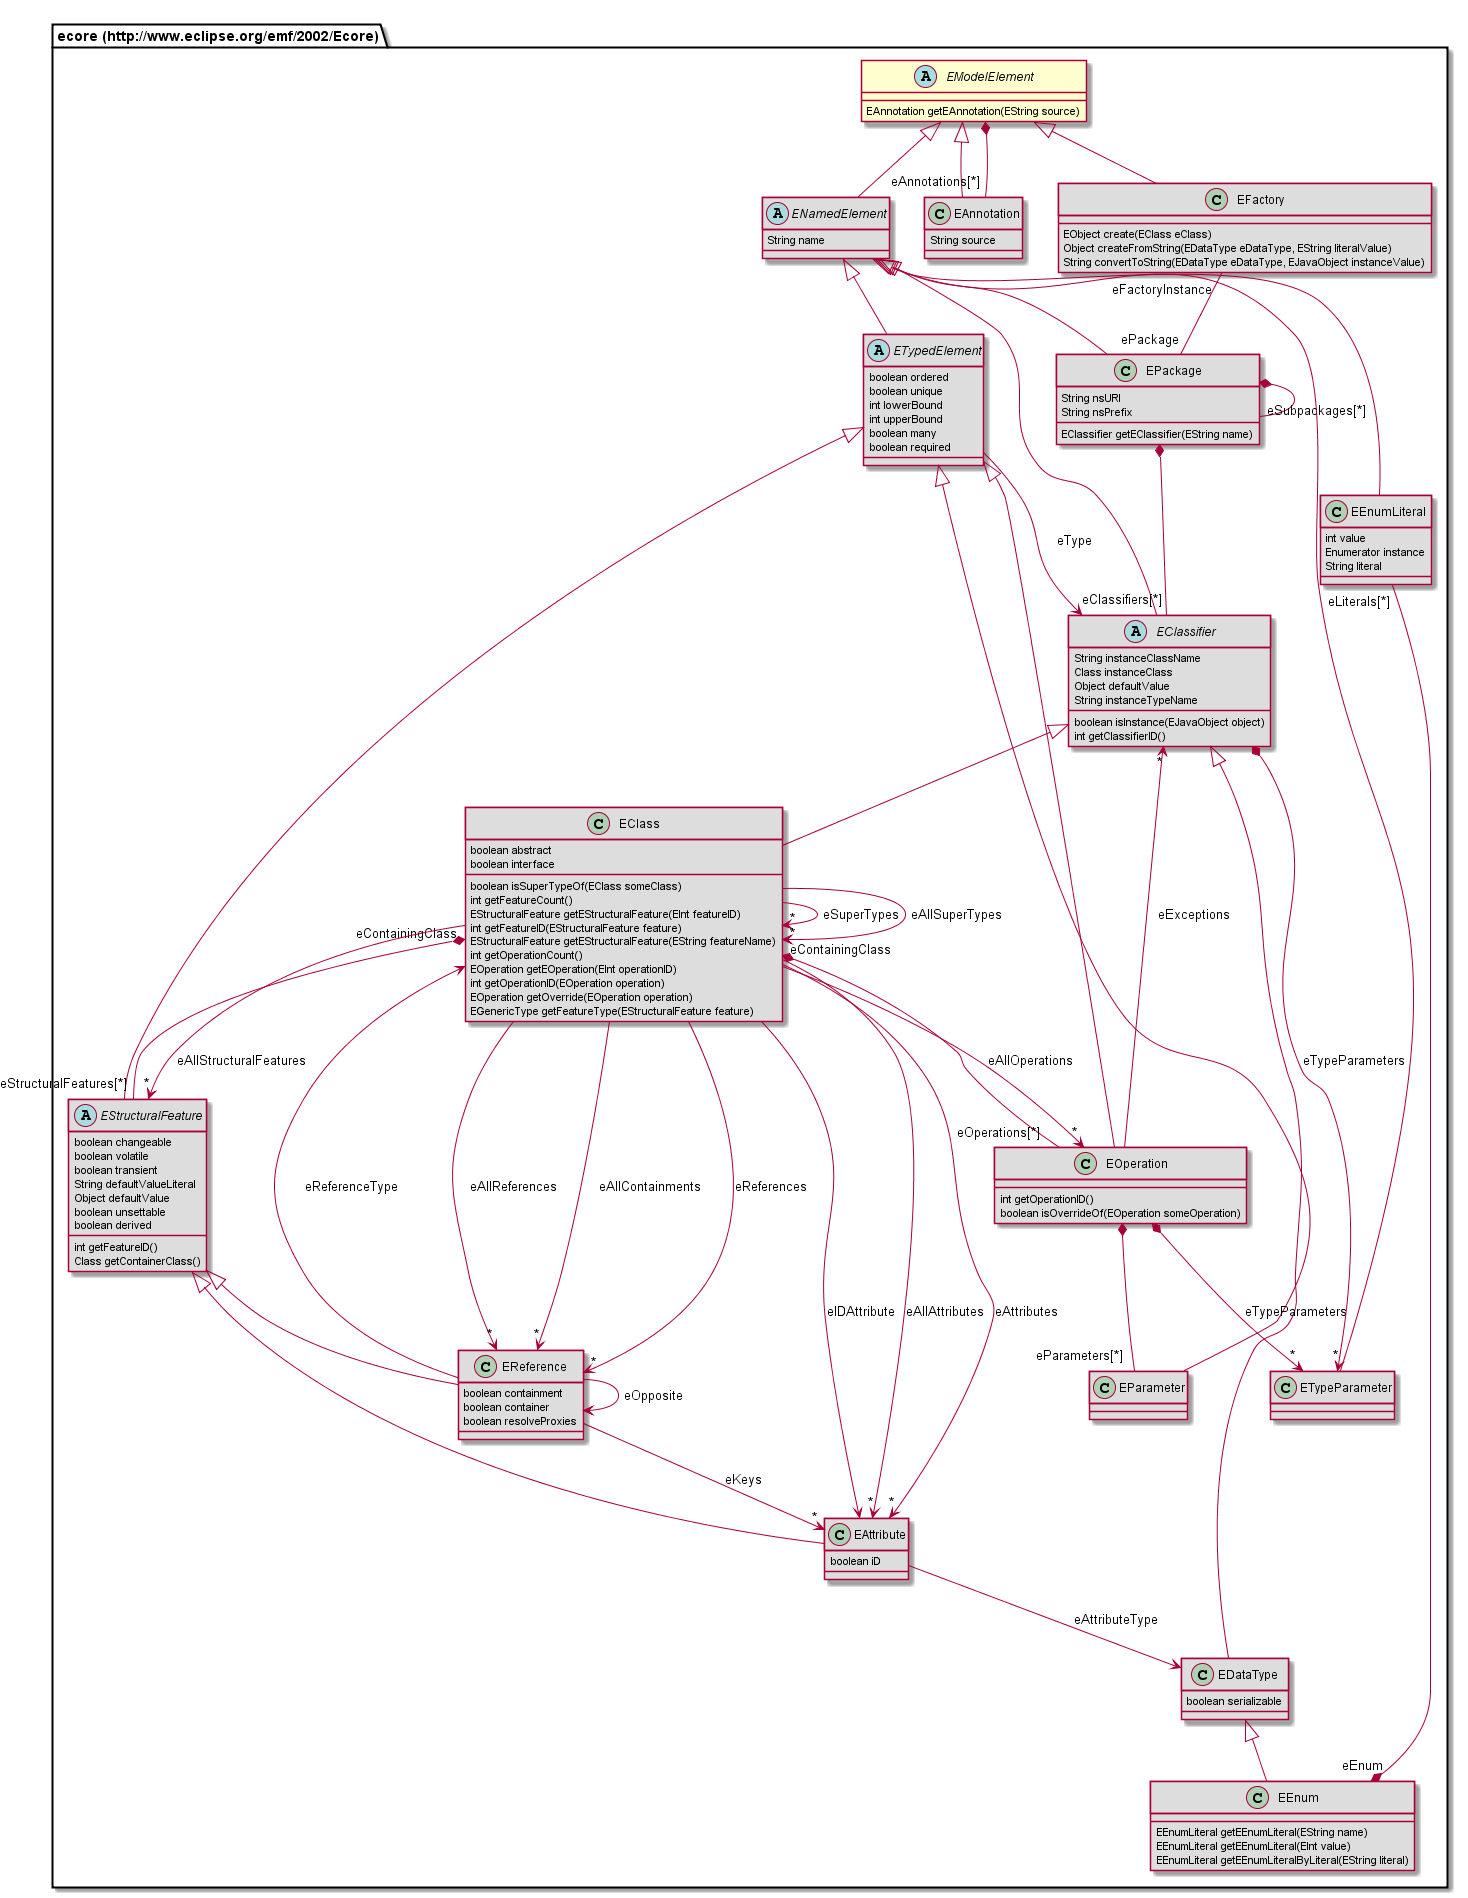 ecore (http://www.eclipse.org/emf/2002/Ecore)
A EModelElement
EAnnotation getEAnnotation(EString source)
eAnnotations[*]
A ENamedElement
String name
C EAnnotation
String source
C EFactory
EObject create(EClass eClass)
Object createFromString(EDataType eDataType, EString literalValue)
String convertToString(EDataType eDataType, EJavaObject instanceValue)
eFactoryInstance
ePackage
A ETypedElement
boolean ordered
boolean unique
int lowerBound
int upperBound
boolean many
boolean required
C EPackage
String nsURI
String nsPrefix
EClassifier getEClassifier(EString name)
eSubpackages[*]
C EEnumLiteral
int value
Enumerator instance
String literal
eType
eClassifiers[*]
eLiterals[*]
A EClassifier
String instanceClassName
Class instanceClass
Object defaultValue
String instanceTypeName
boolean isInstance(EJavaObject object)
int getClassifierID()
*
C EClass
boolean abstract
boolean interface
boolean isSuperTypeOf(EClass someClass)
int getFeatureCount()
EStructuralFeature getEStructuralFeature(EInt featureID)
int getFeatureID(EStructuralFeature feature)
EStructuralFeature getEStructuralFeature(EString featureName)
int getOperationCount()
EOperation getEOperation(EInt operationID)
int getOperationID(EOperation operation)
EOperation getOverride(EOperation operation)
EGenericType getFeatureType(EStructuralFeature feature)
*
eSuperTypes
eAllSuperTypes
*
eExceptions
eContainingClass
eContainingClass
eAllStructuralFeatures
eAllOperations
eTypeParameters
eStructuralFeatures[*]
*
A EStructuralFeature
boolean changeable
boolean volatile
boolean transient
String defaultValueLiteral
Object defaultValue
boolean unsettable
boolean derived
int getFeatureID()
Class getContainerClass()
eOperations[*]
*
C EOperation
int getOperationID()
boolean isOverrideOf(EOperation someOperation)
eReferenceType
eAllReferences
eAllContainments
eReferences
eIDAttribute
eAllAttributes
eAttributes
eTypeParameters
*
*
*
eParameters[*]
*
*
C EReference
boolean containment
boolean container
boolean resolveProxies
eOpposite
C EParameter
C ETypeParameter
eKeys
*
*
*
C EAttribute
boolean iD
eAttributeType
C EDataType
boolean serializable
eEnum
C EEnum
EEnumLiteral getEEnumLiteral(EString name)
EEnumLiteral getEEnumLiteral(EInt value)
EEnumLiteral getEEnumLiteralByLiteral(EString literal)